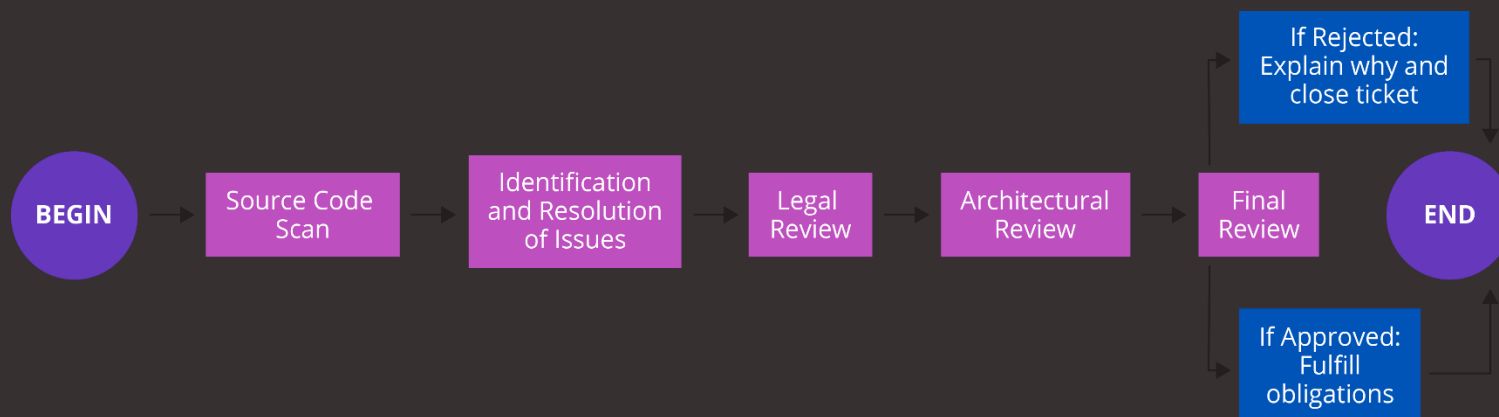 BEGIN
Source Code
Scan
Identification
and Resolution
of Issues
Legal
Review
Architectural
Review
Final
Review
If Rejected:
Explain why and
close ticket
If Approved:
Fulfill
obligations
END